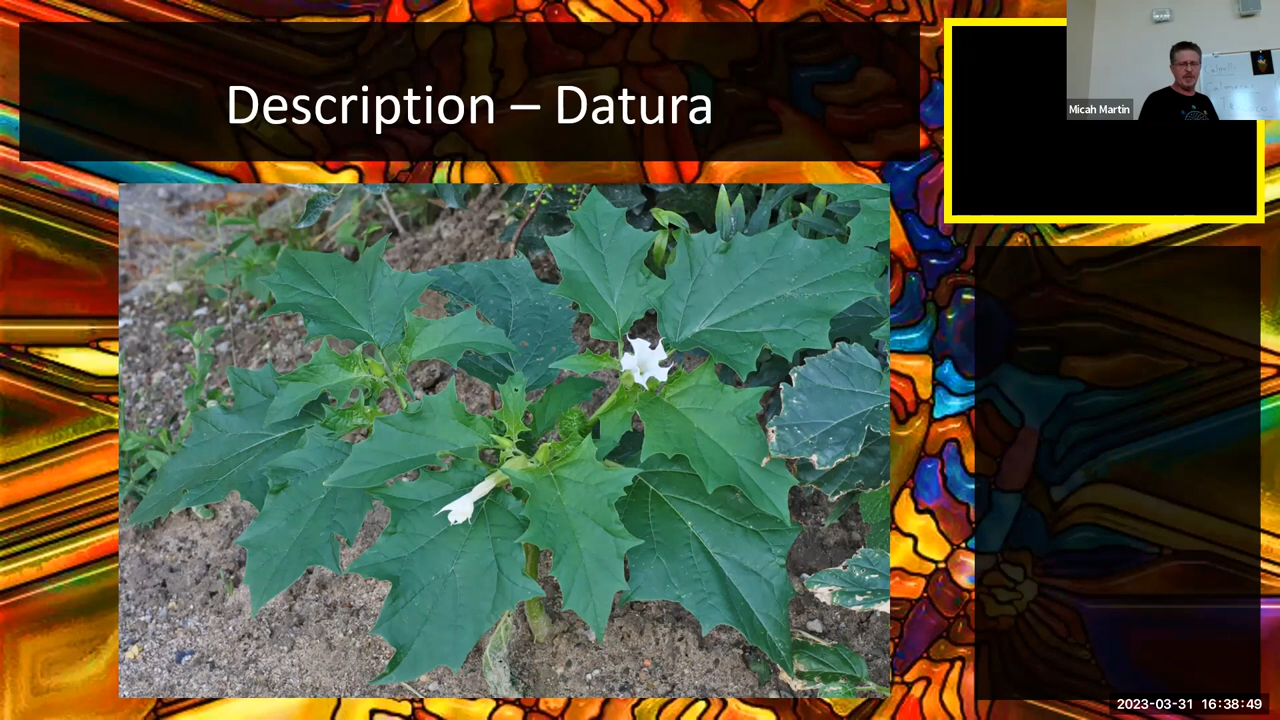 Description – Datura
Micah Martin
2023-03-31 16:38:49